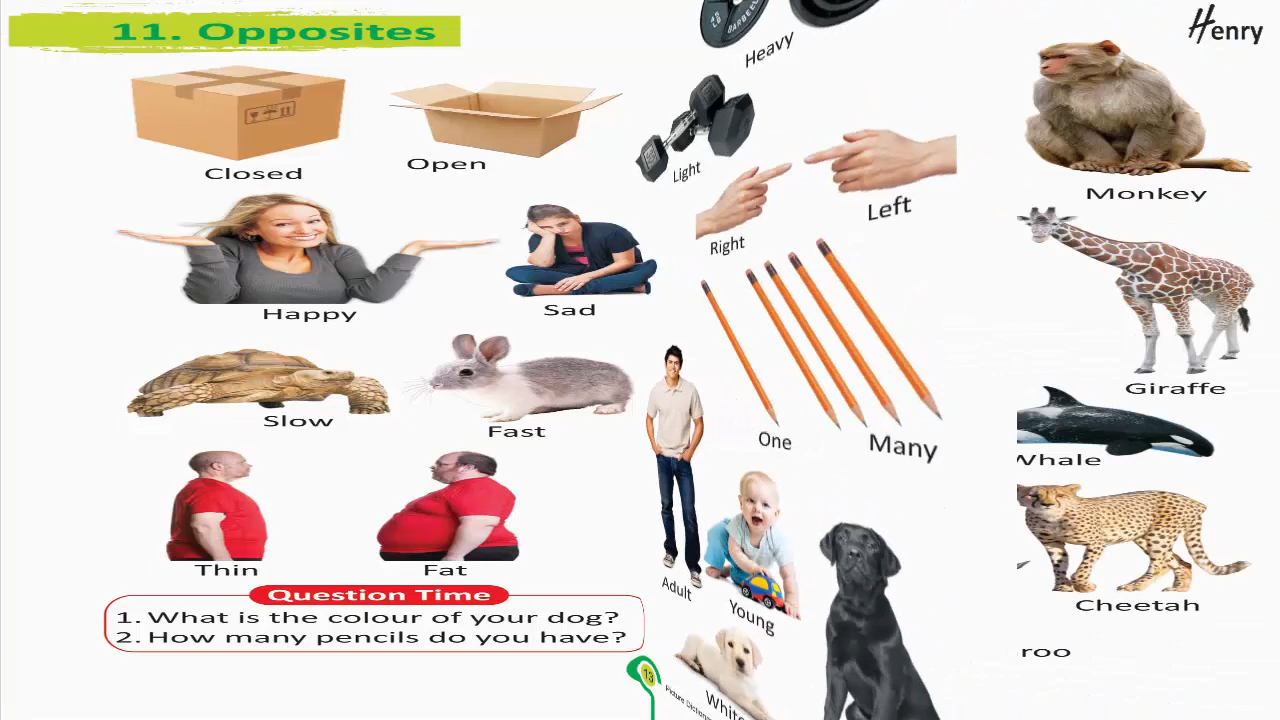 11. Opposites
Henry
Closed
Open
Happy
Sad
Slow
Fast
Thin
Fat
Question Time
1. What is the colour of your dog?
2. How many pencils do you have?
Heavy
Light
Right
Left
One
Many
Adult
Young
White
13
Monkey
Giraffe
Whale
Cheetah
roo